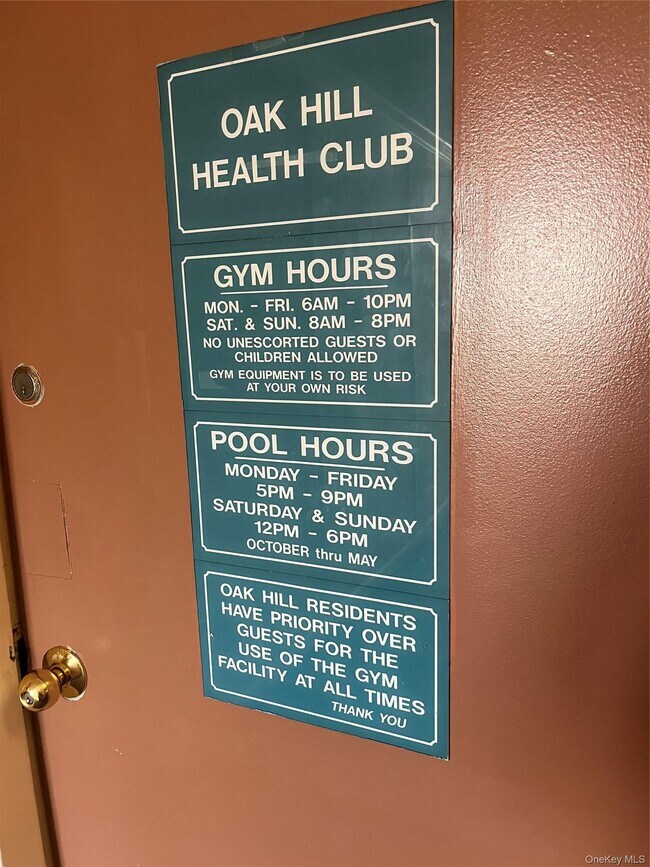 OAK HILL
HEALTH CLUB
GYM HOURS
MON. - FRI. 6AM - 10PM
SAT. & SUN. 8AM - 8PM
NO UNESCORTED GUESTS OR
CHILDREN ALLOWED
GYM EQUIPMENT IS TO BE USED
AT YOUR OWN RISK
POOL HOURS
MONDAY - FRIDAY
5PM - 9PM
SATURDAY & SUNDAY
12PM - 6PM
OCTOBER thru MAY
OAK HILL RESIDENTS
HAVE PRIORITY OVER
GUESTS FOR THE
USE OF THE GYM
FACILITY AT ALL TIMES
THANK YOU
OneKey MLS